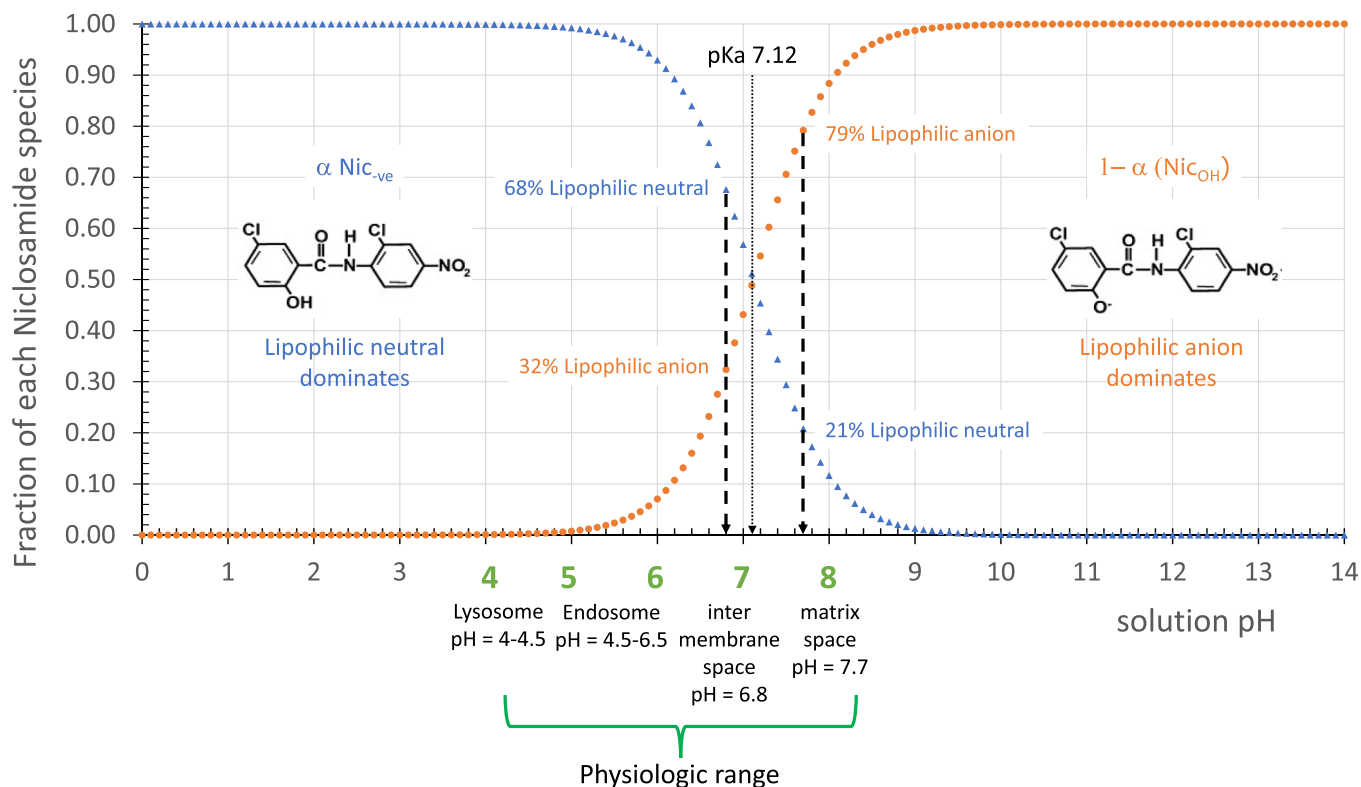 Fraction of each Niclosamide species
1.00
0.90
0.80
0.70
0.60
0.50
0.40
0.30
0.20
0.10
0.00
pKa 7.12
79% Lipophilic anion
α Nic-ve
68% Lipophilic neutral
1− α (NicOH)
Cl
O
H
Cl
C
N
NO2
OH
Cl
O
H
Cl
C
N
NO2
O-
Lipophilic neutral
dominates
32% Lipophilic anion
Lipophilic anion
dominates
21% Lipophilic neutral
0 1 2 3 4 5 6 7 8 9 10 11 12 13 14
Lysosome
pH = 4-4.5
Endosome
pH = 4.5-6.5
inter
membrane
space
pH = 6.8
matrix
space
pH = 7.7
solution pH
Physiologic range